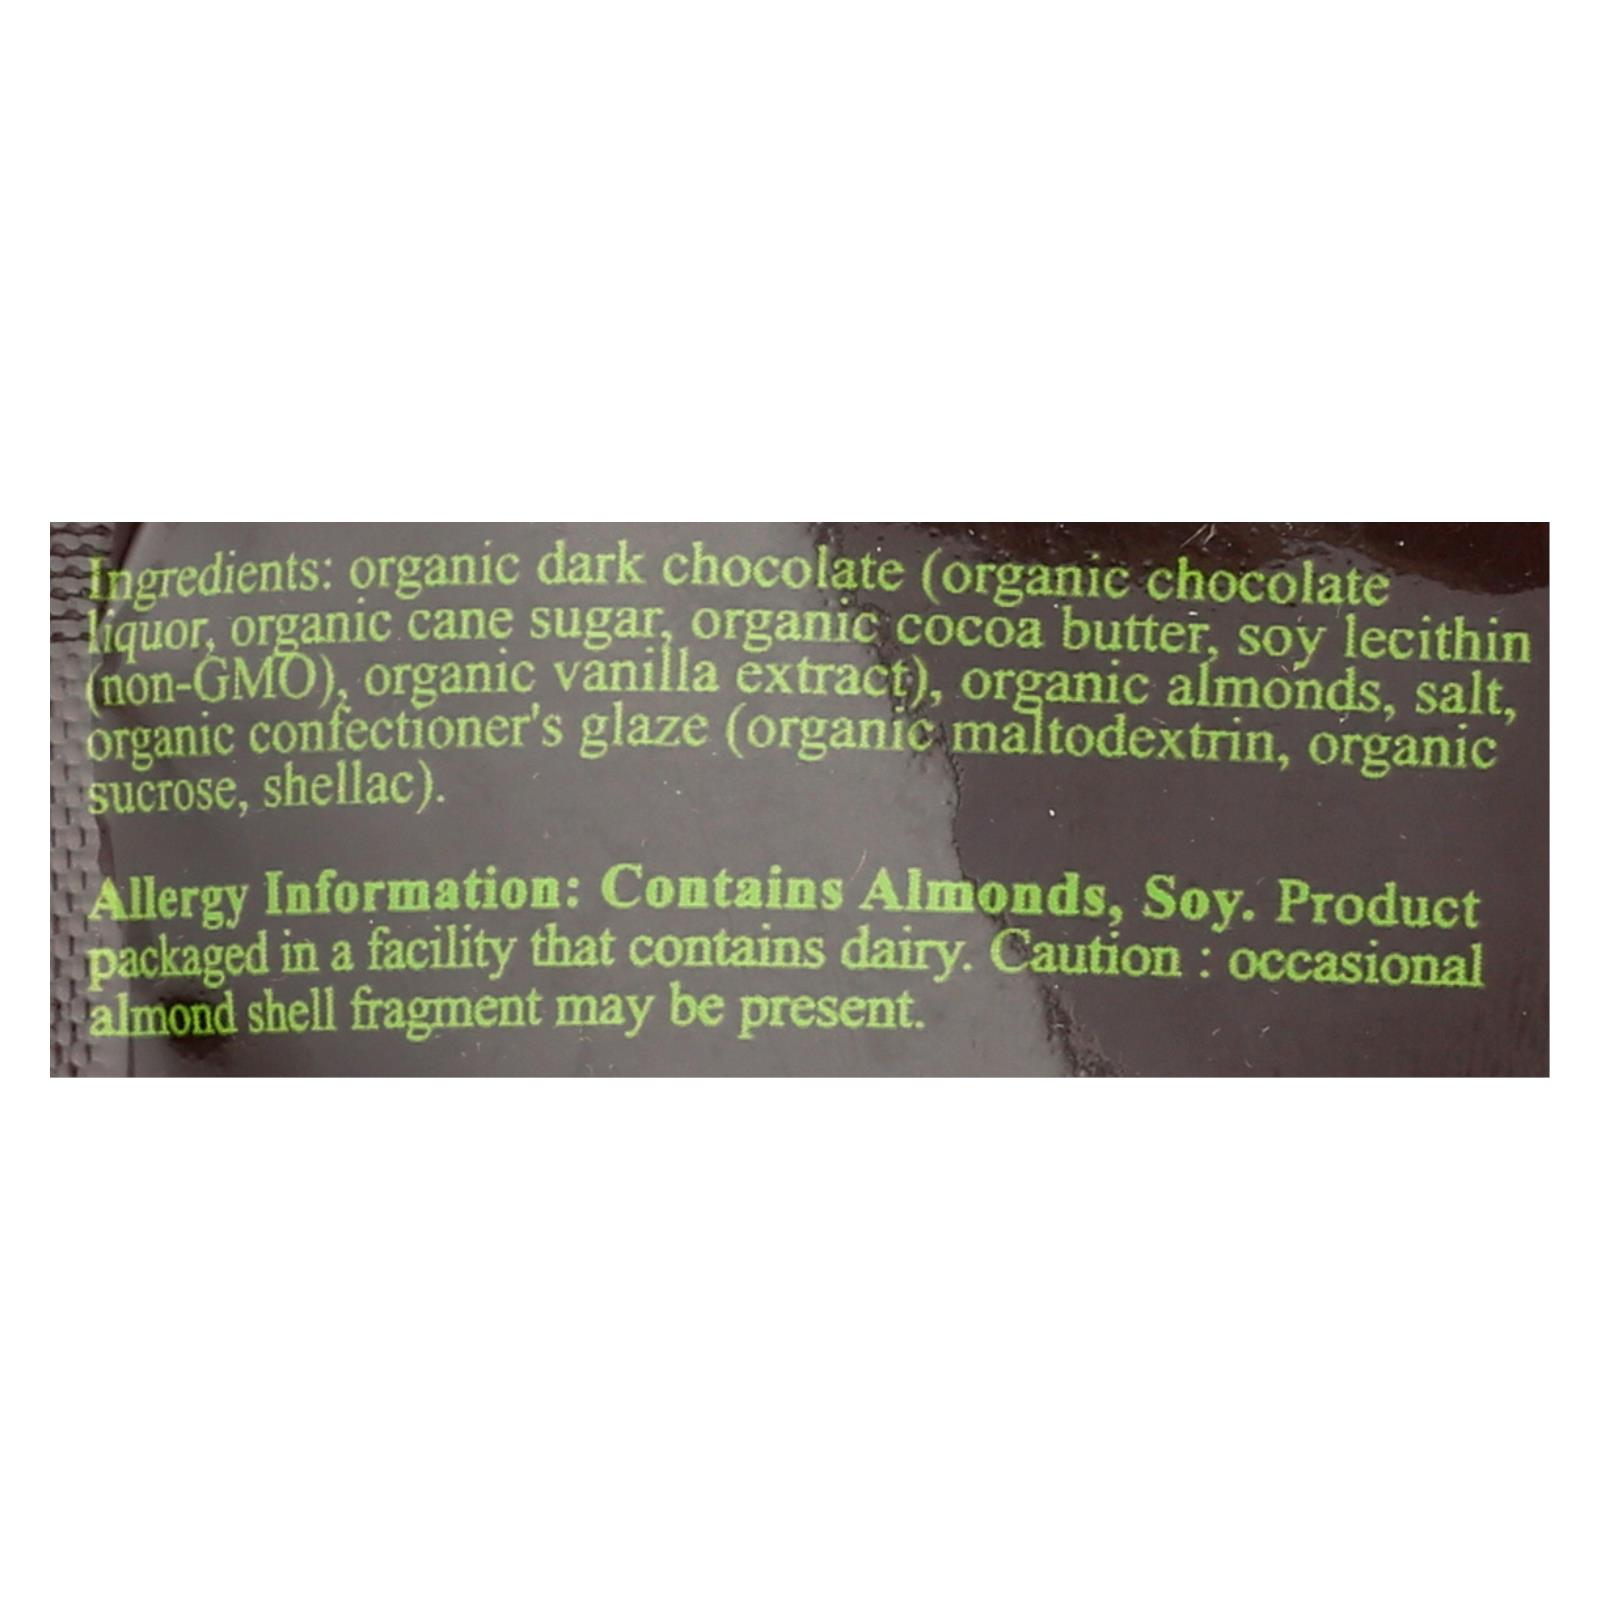 Ingredients: organic dark chocolate (organic chocolate
liquor, organic cane sugar, organic cocoa butter, soy lecithin
(non-GMO), organic vanilla extract), organic almonds, salt,
organic confectioner's glaze (organic maltodextrin, organic
sucrose, shellac).
Allergy Information: Contains Almonds, Soy. Product
packaged in a facility that contains dairy. Caution : occasional
almond shell fragment may be present.